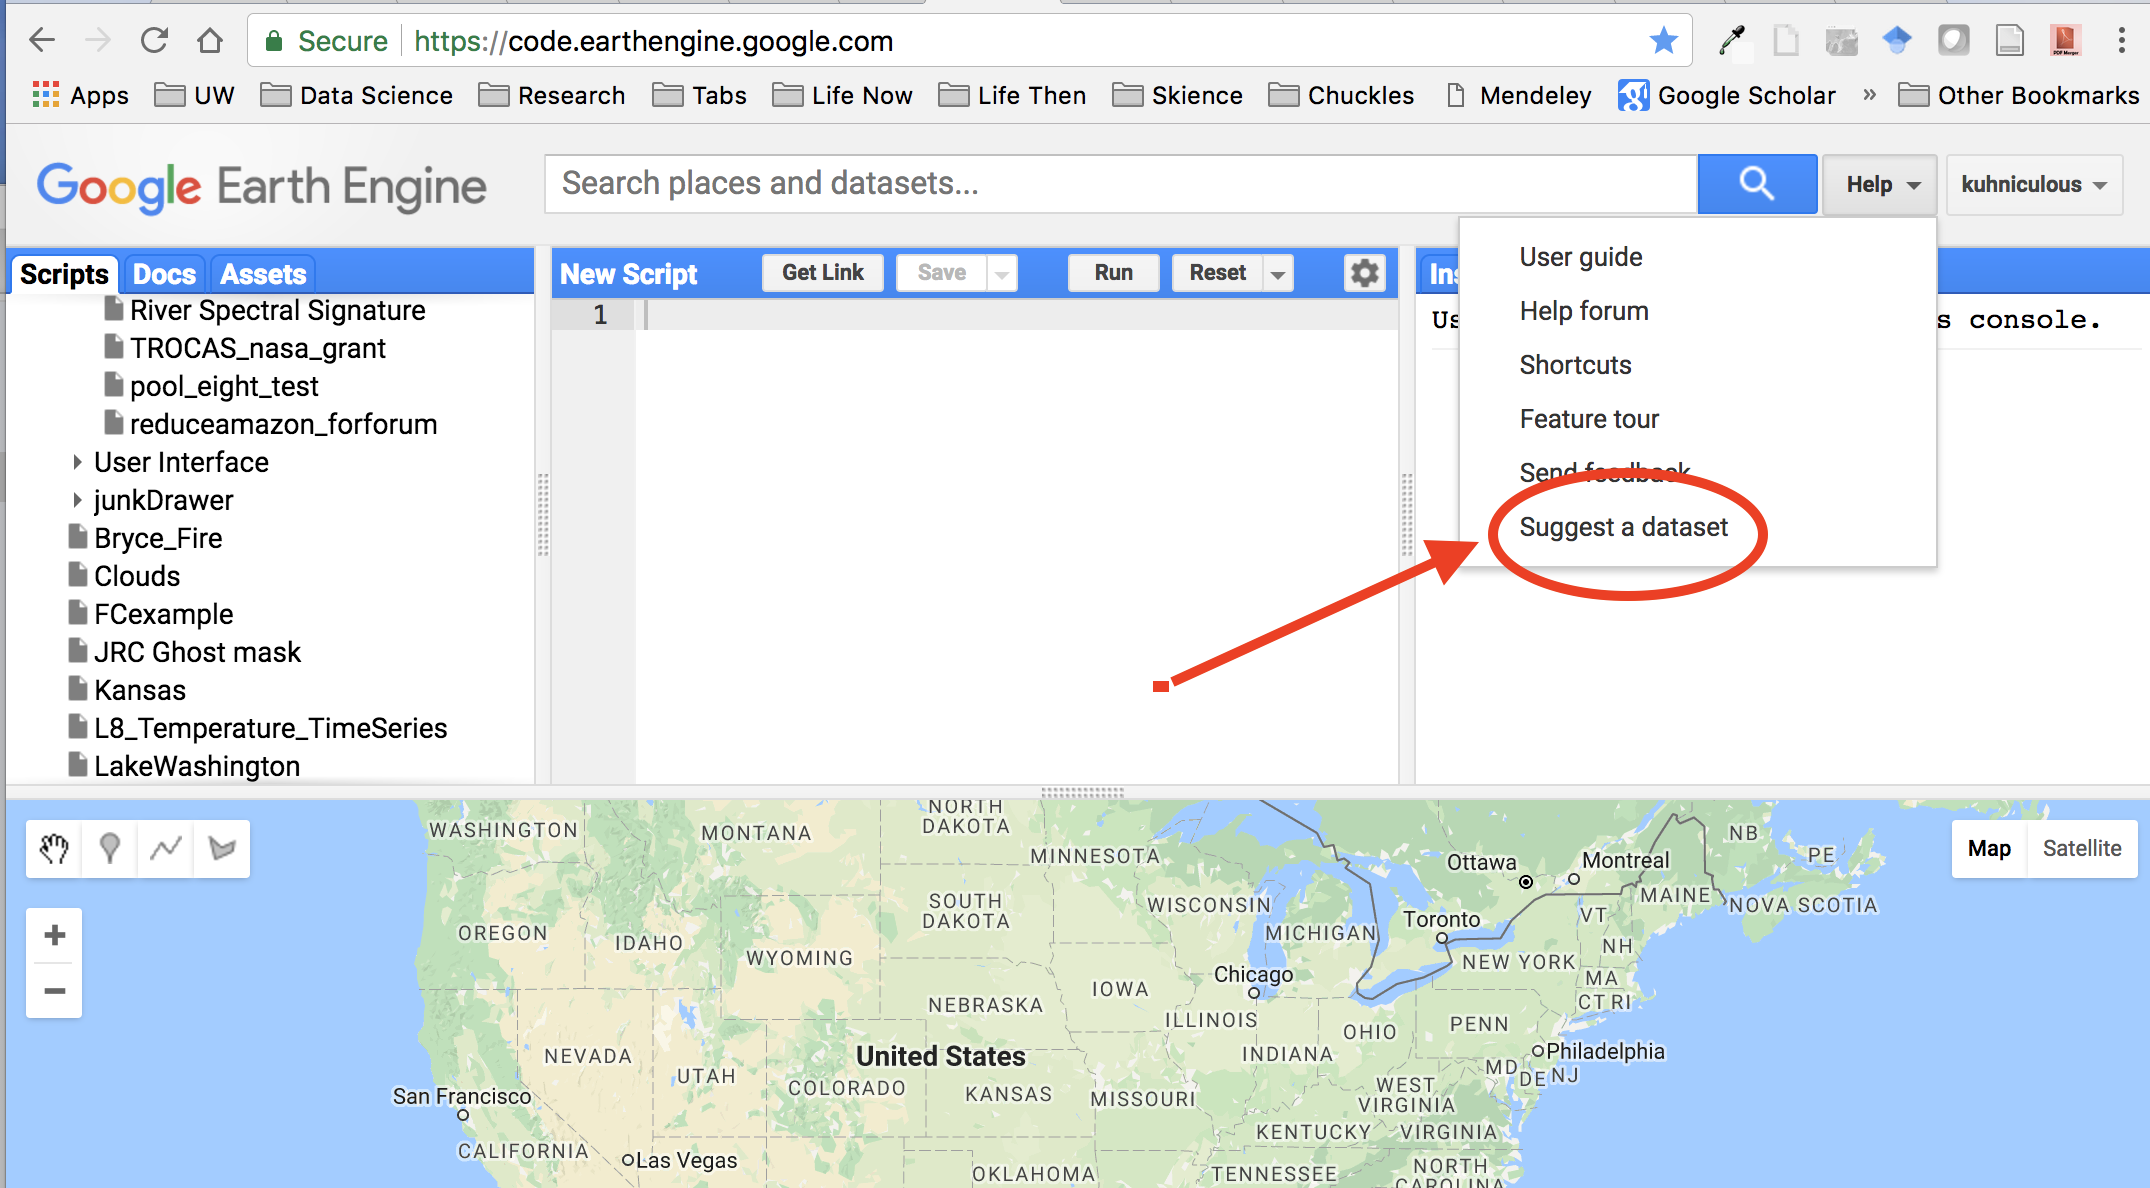 Secure https://code.earthengine.google.com
Apps UW Data Science Research Tabs Life Now Life Then Skience Chuckles Mendeley Google Scholar » Other Bookmarks
Google Earth Engine Search places and datasets... Help kuhniculous
Scripts Docs Assets
River Spectral Signature
TROCAS_nasa_grant
pool_eight_test
reduceamazon_forforum
User Interface
junkDrawer
Bryce_Fire
Clouds
FCexample
JRC Ghost mask
Kansas
L8_Temperature_TimeSeries
LakeWashington
New Script Get Link Save Run Reset
1
User guide
Help forum
Shortcuts
Feature tour
Send feedback
Suggest a dataset
s console.
Map Satellite
+
−
WASHINGTON
MONTANA
NORTH
DAKOTA
MINNESOTA
Ottawa
Montreal
NB
PE
SOUTH
DAKOTA
WISCONSIN
MICHIGAN
Toronto
VT
MAINE
NOVA SCOTIA
OREGON
IDAHO
WYOMING
NH
NEW YORK
MA
CT RI
Chicago
IOWA
NEBRASKA
ILLINOIS
INDIANA
OHIO
PENN
Philadelphia
MD
DE
NJ
NEVADA
UTAH
United States
COLORADO
KANSAS
MISSOURI
WEST
VIRGINIA
San Francisco
CALIFORNIA
Las Vegas
KENTUCKY
VIRGINIA
OKLAHOMA
TENNESSEE
NORTH
CAROLINA